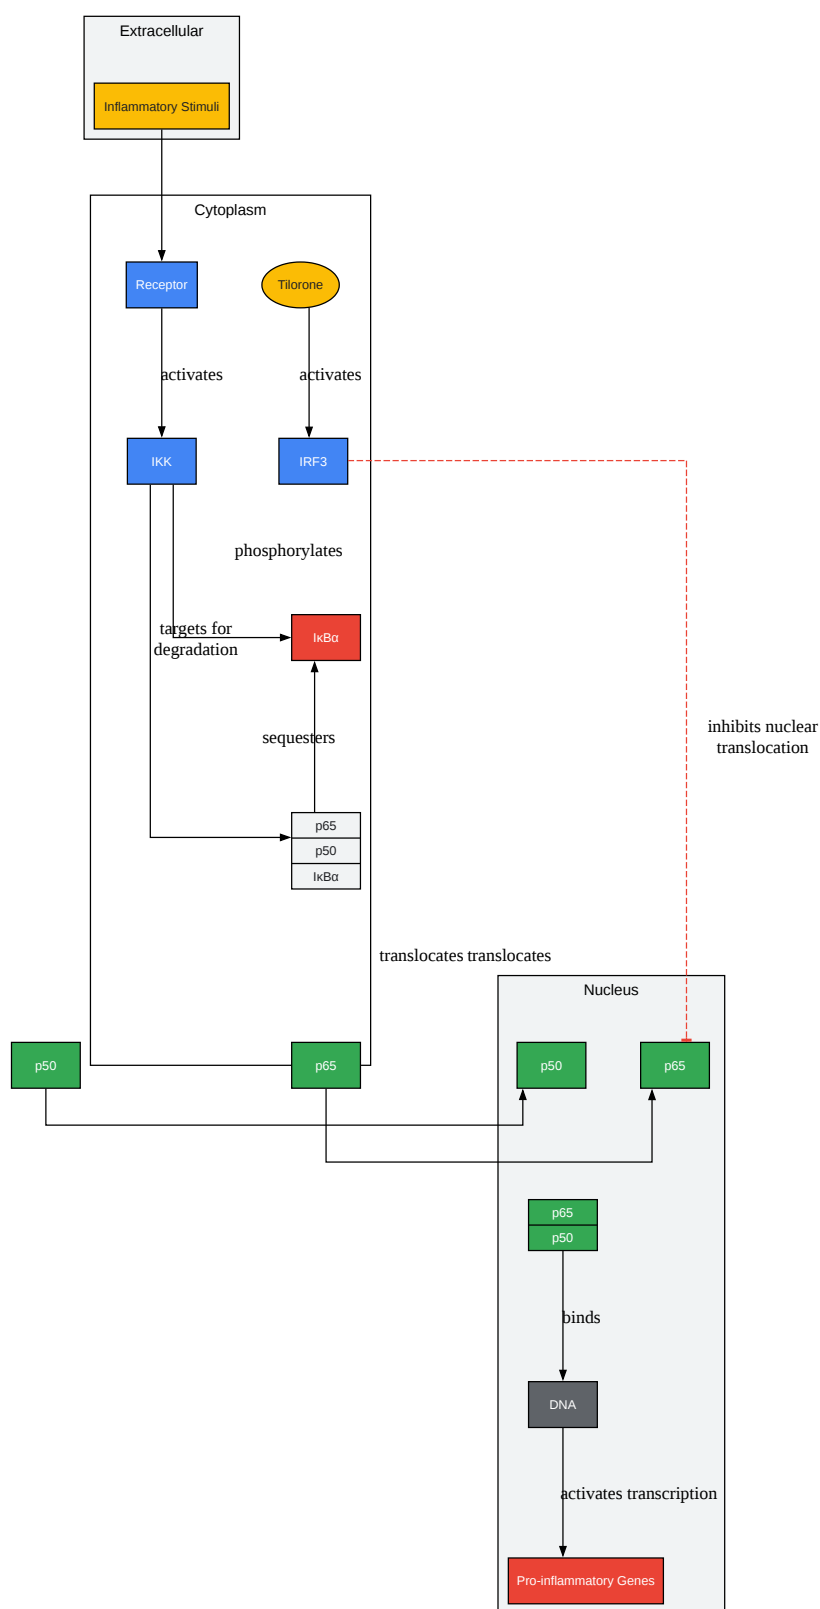 Extracellular
Inflammatory Stimuli
Cytoplasm
Receptor
Tilorone
activates
activates
IKK
IRF3
phosphorylates
targets for
degradation
IκBα
sequesters
inhibits nuclear
translocation
p65
p50
IκBα
translocates translocates
Nucleus
p50
p65
p50
p65
p65
p50
binds
DNA
activates transcription
Pro-inflammatory Genes